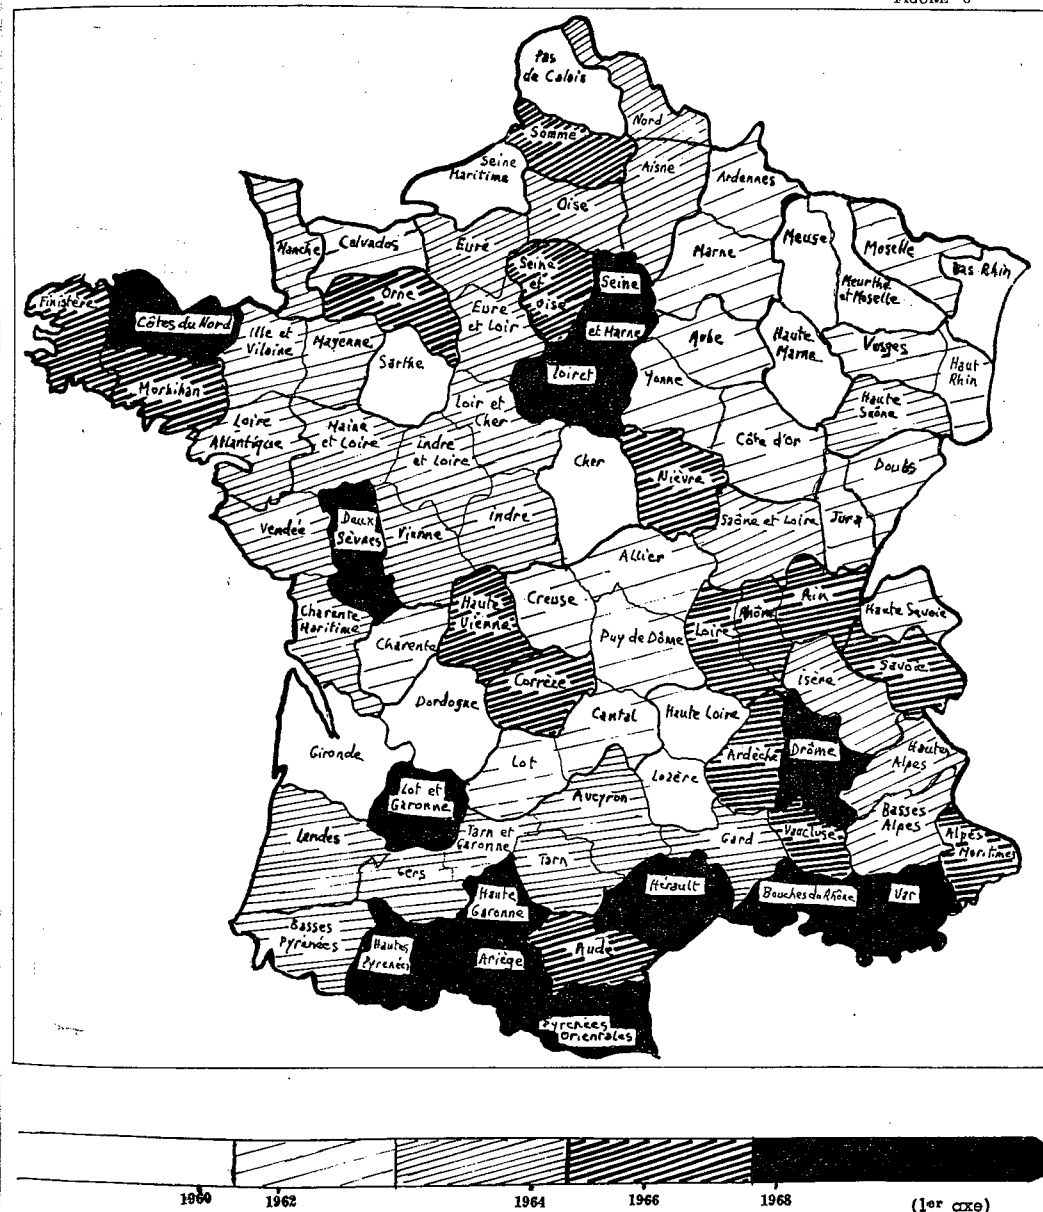 FIGURE 6
Pas
de Calais
Nord
Somme
Seine
Maritime
Aisne
Ardennes
Oise
Manche
Calvados
Eure
Seine
et
oise
Seine
et Marne
Marne
Meuse
Moselle
Meurthe
et Moselle
Bas Rhin
Finistère
Côtes du Nord
Orne
Ille et
Vilaine
Mayenne
Eure
et Loir
Sarthe
Loiret
Aube
Haute
Marne
Vosges
Haut
Rhin
Morbihan
Yonne
Haute
Saône
Loire
Atlantique
Maine
et Loire
Loir et
Cher
Indre
et Loire
Cher
Nièvre
Côte d'or
Doubs
Vendée
Deux
Sèvres
Vienne
Indre
Saône et Loire
Jura
Allier
Charente
Maritime
Haute
Vienne
Creuse
Puy de Dôme
Loire
Rhône
Ain
Haute Savoie
Charente
Savoie
Corrèze
Isère
Dordogne
Cantal
Haute Loire
Gironde
Lot
Ardèche
Drôme
Hautes
Alpes
Lot et
Garonne
Aveyron
Lozère
Basses
Alpes
Landes
Tarn et
Garonne
Tarn
Gard
Vaucluse
Alpes
Maritimes
Gers
Haute
Garonne
Hérault
Bouches du Rhône
Var
Basses
Pyrénées
Hautes
Pyrénées
Ariège
Aude
Pyrénées
Orientales
1960 1962 1964 1966 1968
(1er axe)